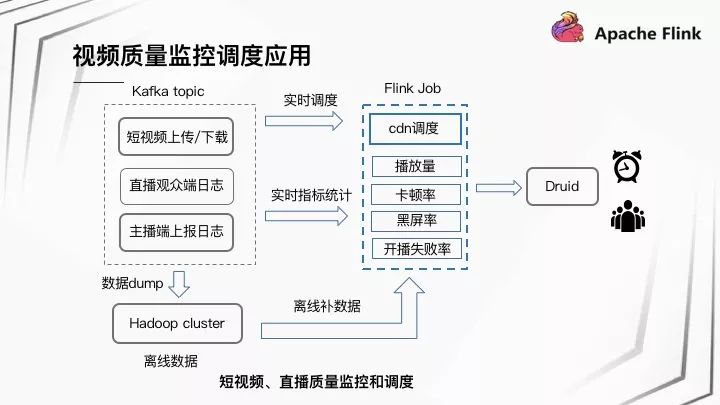 Apache Flink
视频质量监控调度应用
Kafka topic
实时调度
Flink Job
短视频上传/下载
cdn调度
直播观众端日志
实时指标统计
播放量
卡顿率
Druid
主播端上报日志
黑屏率
开播失败率
数据dump
Hadoop cluster
离线补数据
离线数据
短视频、直播质量监控和调度